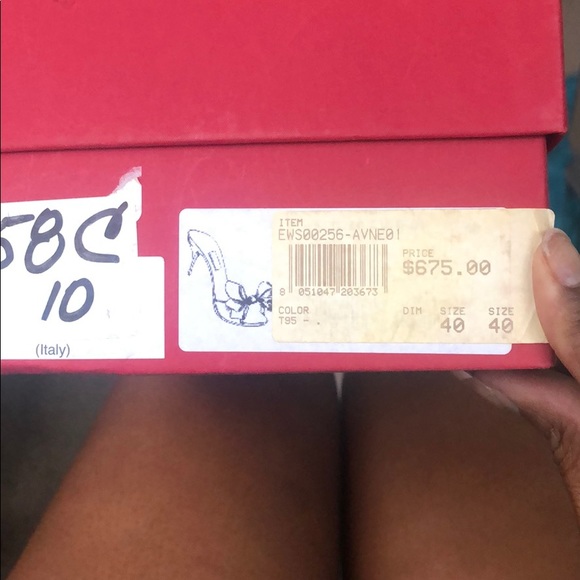 58C
10
(Italy)
ITEM
EWS00256-AVNE01
PRICE
$675.00
8 051047 203673
COLOR DIM SIZE SIZE
T95 - . 40 40